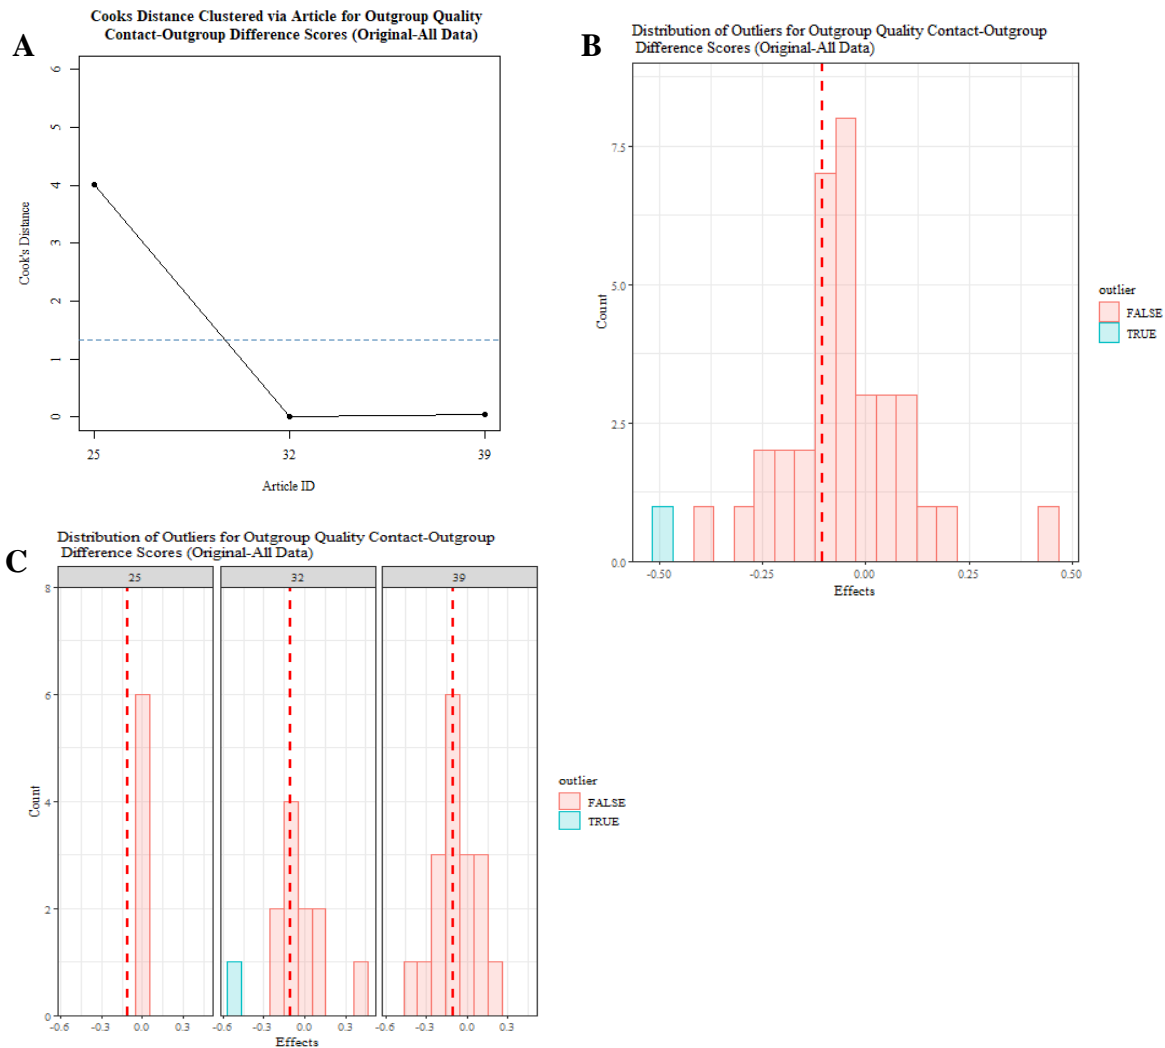 A
Cooks Distance Clustered via Article for Outgroup Quality
Contact-Outgroup Difference Scores (Original-All Data)
Cook's Distance
6
5
4
3
2
1
0
25 32 39
Article ID
B
Distribution of Outliers for Outgroup Quality Contact-Outgroup
Difference Scores (Original-All Data)
Count
7.5
5.0
2.5
0.0
-0.50 -0.25 0.00 0.25 0.50
Effects
outlier
FALSE
TRUE
C
Distribution of Outliers for Outgroup Quality Contact-Outgroup
Difference Scores (Original-All Data)
25 32 39
Count
8
6
4
2
0
-0.6 -0.3 0.0 0.3 -0.6 -0.3 0.0 0.3 -0.6 -0.3 0.0 0.3
Effects
outlier
FALSE
TRUE